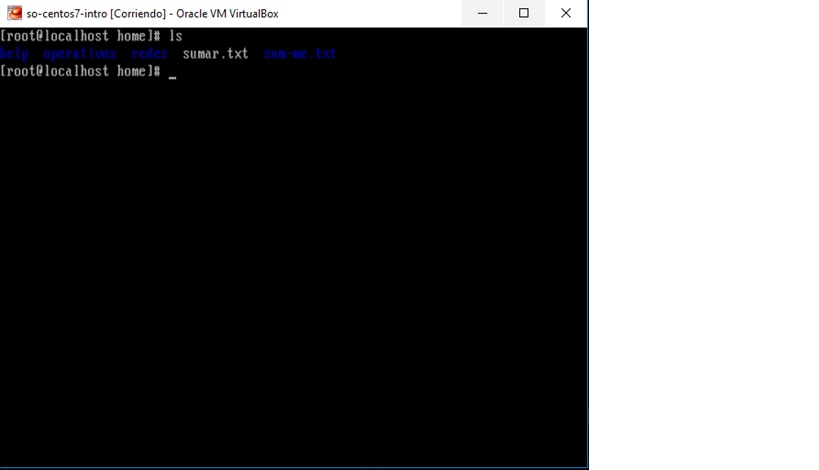 so-centos7-intro [Corriendo] - Oracle VM VirtualBox
[root@localhost home]# ls
help operativos redes sumar.txt sum-me.txt
[root@localhost home]# _